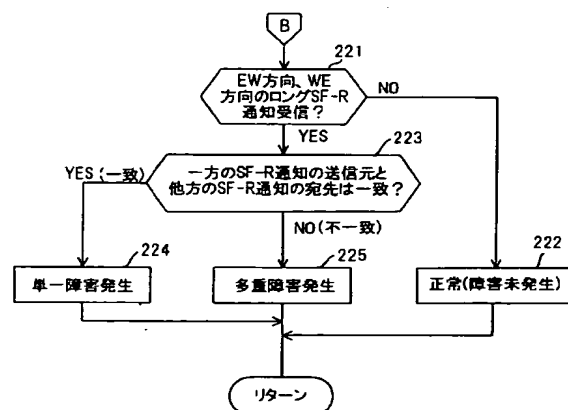 B
221
EW方向、WE
方向のロングSF-R
通知受信?
NO
YES
223
一方のSF-R通知の送信元と
他方のSF-R通知の宛先は一致?
YES(一致)
NO(不一致)
224
単一障害発生
225
多重障害発生
222
正常(障害未発生)
リターン